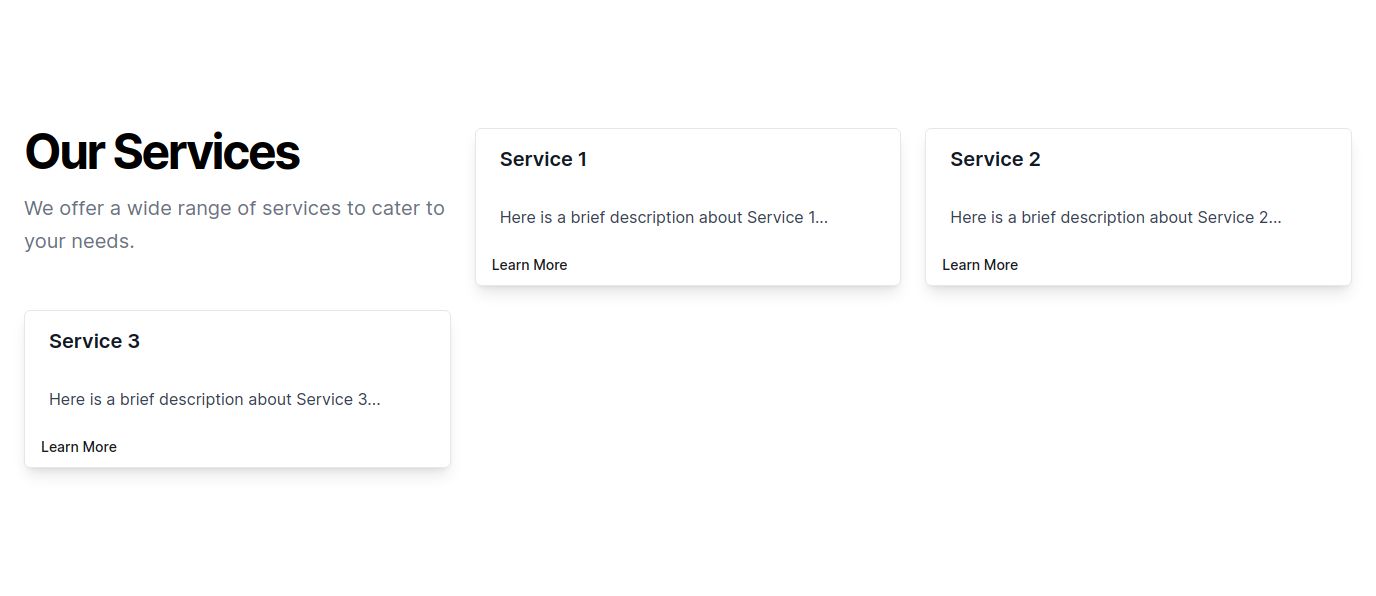 Our Services
We offer a wide range of services to cater to
your needs.
Service 1
Here is a brief description about Service 1...
Learn More
Service 2
Here is a brief description about Service 2...
Learn More
Service 3
Here is a brief description about Service 3...
Learn More